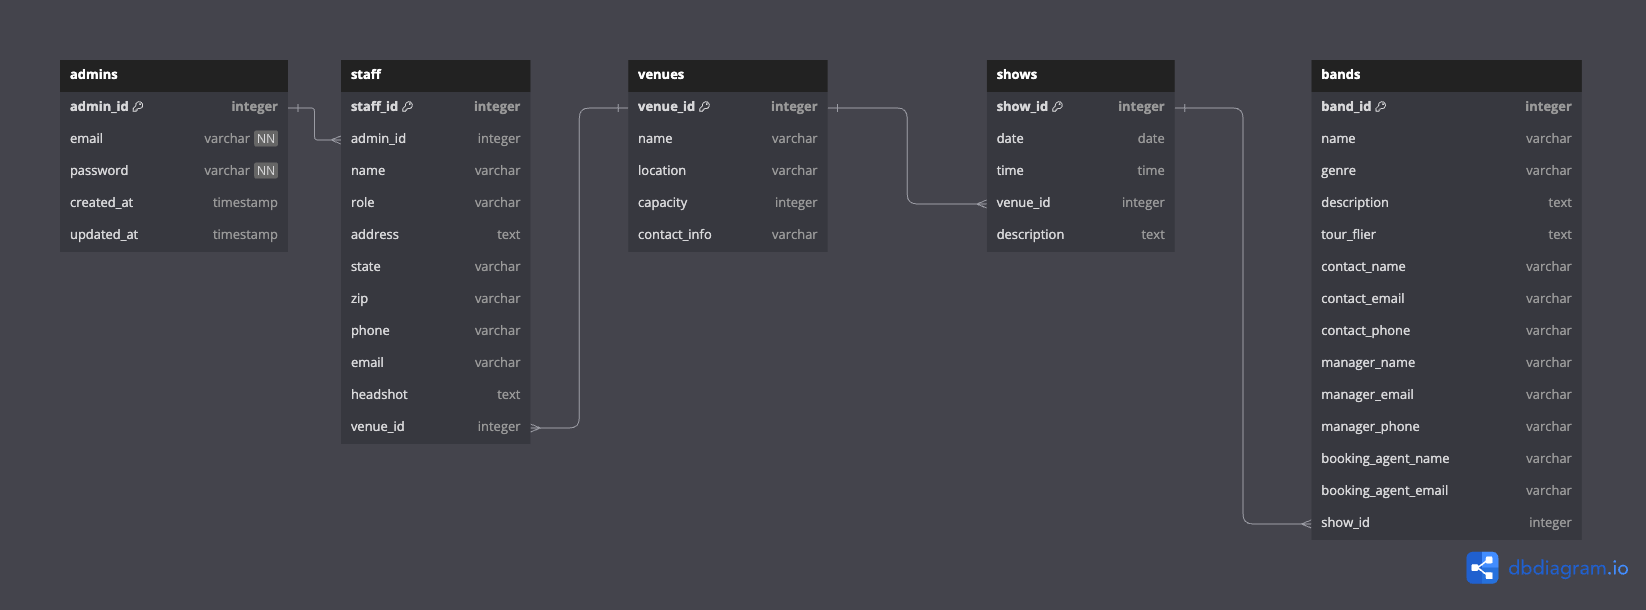 admins
admin_id integer
email varchar NN
password varchar NN
created_at timestamp
updated_at timestamp
staff
staff_id integer
admin_id integer
name varchar
role varchar
address text
state varchar
zip varchar
phone varchar
email varchar
headshot text
venue_id integer
venues
venue_id integer
name varchar
location varchar
capacity integer
contact_info varchar
shows
show_id integer
date date
time time
venue_id integer
description text
bands
band_id integer
name varchar
genre varchar
description text
tour_flier text
contact_name varchar
contact_email varchar
contact_phone varchar
manager_name varchar
manager_email varchar
manager_phone varchar
booking_agent_name varchar
booking_agent_email varchar
show_id integer
dbdiagram.io